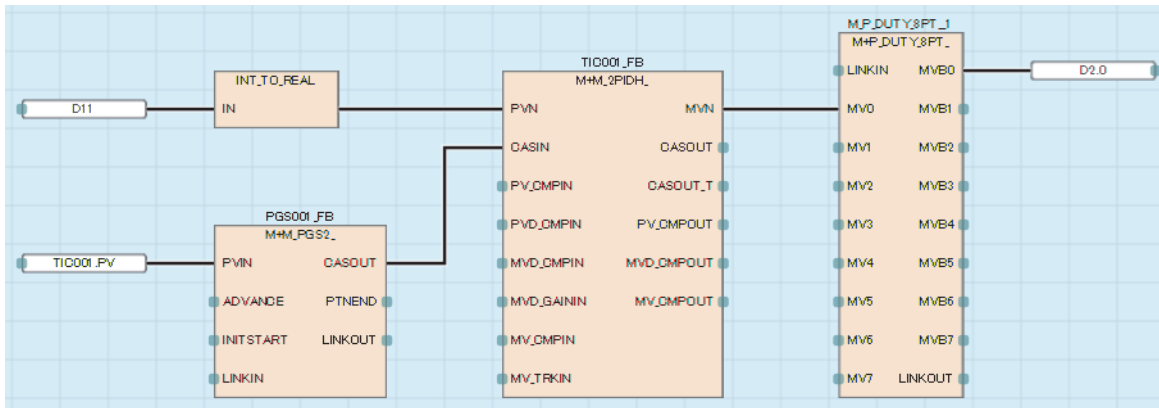 D11
INT_TO_REAL
IN
TIC001_FB
M+M_2PIDH_
PVN MVN
CASIN CASOUT
PV_CMPIN CASOUT_T
PVD_CMPIN PV_CMPOUT
MVD_CMPIN MVD_CMPOUT
MVD_GAININ MV_CMPOUT
MV_CMPIN
MV_TRKIN
TIC001.PV
PGS001_FB
M+M_PGS2_
PVIN CASOUT
ADVANCE PTNEND
INITSTART LINKOUT
LINKIN
M_P_DUTY_8PT_1
M+P_DUTY_8PT_
LINKIN MVB0
MV0 MVB1
MV1 MVB2
MV2 MVB3
MV3 MVB4
MV4 MVB5
MV5 MVB6
MV6 MVB7
MV7 LINKOUT
D2.0